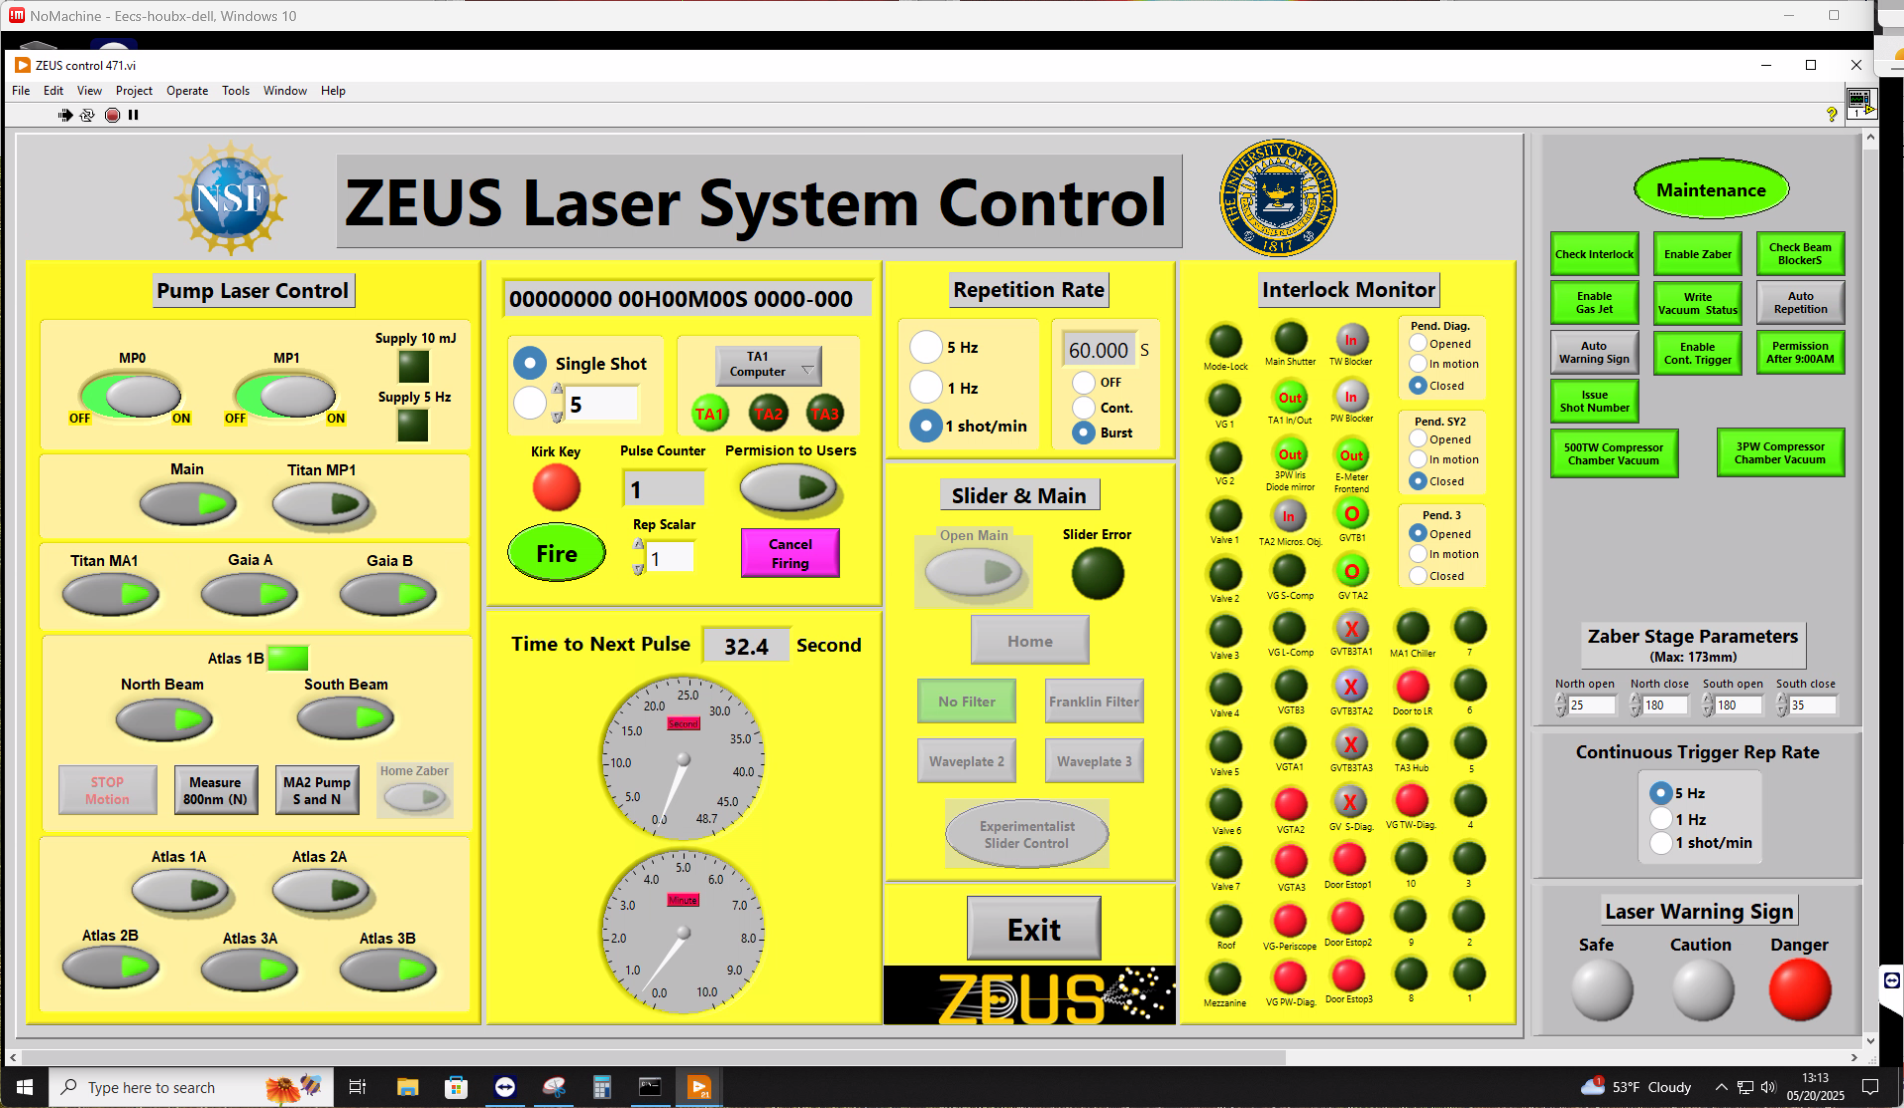 NoMachine - Eecs-houbx-dell, Windows 10
ZEUS control 471.vi
File Edit View Project Operate Tools Window Help
NSF
ZEUS Laser System Control
THE UNIVERSITY OF MICHIGAN
1817
Pump Laser Control
MP0
OFF
ON
MP1
OFF
ON
Supply 10 mJ
Supply 5 Hz
Main
Titan MP1
Titan MA1
Gaia A
Gaia B
Atlas 1B
North Beam
South Beam
STOP
Motion
Measure
800nm (N)
MA2 Pump
S and N
Home Zaber
Atlas 1A
Atlas 2A
Atlas 2B
Atlas 3A
Atlas 3B
00000000 00H00M00S 0000-000
Single Shot
5
TA1
Computer
TA1
TA2
TA3
Kirk Key
Pulse Counter
1
Permision to Users
Fire
Rep Scalar
1
Cancel
Firing
Time to Next Pulse 32.4 Second
Second
0.0
5.0
10.0
15.0
20.0
25.0
30.0
35.0
40.0
45.0
48.7
Minute
0.0
1.0
2.0
3.0
4.0
5.0
6.0
7.0
8.0
9.0
10.0
Repetition Rate
5 Hz
1 Hz
1 shot/min
60.000 S
OFF
Cont.
Burst
Slider & Main
Open Main
Slider Error
Home
No Filter
Franklin Filter
Waveplate 2
Waveplate 3
Experimentalist
Slider Control
Exit
ZEUS
Interlock Monitor
Mode-Lock
Main Shutter
In
TW Blocker
VG 1
Out
TA1 In/Out
In
PW Blocker
VG 2
Out
3PW Iris
Diode mirror
Out
E-Meter
Frontend
Valve 1
In
TA2 Micros. Obj.
O
GVTB1
Valve 2
VG S-Comp
O
GV TA2
Valve 3
VG L-Comp
X
GVTB3TA1
MA1 Chiller
7
Valve 4
VGTB3
X
GVTB3TA2
Door to LR
6
Valve 5
VGTA1
X
GVTB3TA3
TA3 Hub
5
Valve 6
VGTA2
X
GV S-Diag.
VG TW-Diag.
4
Valve 7
VGTA3
Door Estop1
10
3
Roof
VG-Periscope
Door Estop2
9
2
Mezzanine
VG PW-Diag.
Door Estop3
8
1
Pend. Diag.
Opened
In motion
Closed
Pend. SY2
Opened
In motion
Closed
Pend. 3
Opened
In motion
Closed
1
Maintenance
Check Interlock
Enable Zaber
Check Beam
BlockerS
Enable
Gas Jet
Write
Vacuum Status
Auto
Repetition
Auto
Warning Sign
Enable
Cont. Trigger
Permission
After 9:00AM
Issue
Shot Number
500TW Compressor
Chamber Vacuum
3PW Compressor
Chamber Vacuum
Zaber Stage Parameters
(Max: 173mm)
North open
North close
South open
South close
25
180
180
35
Continuous Trigger Rep Rate
5 Hz
1 Hz
1 shot/min
Laser Warning Sign
Safe
Caution
Danger
Type here to search
21
1
53°F Cloudy
13:13
05/20/2025